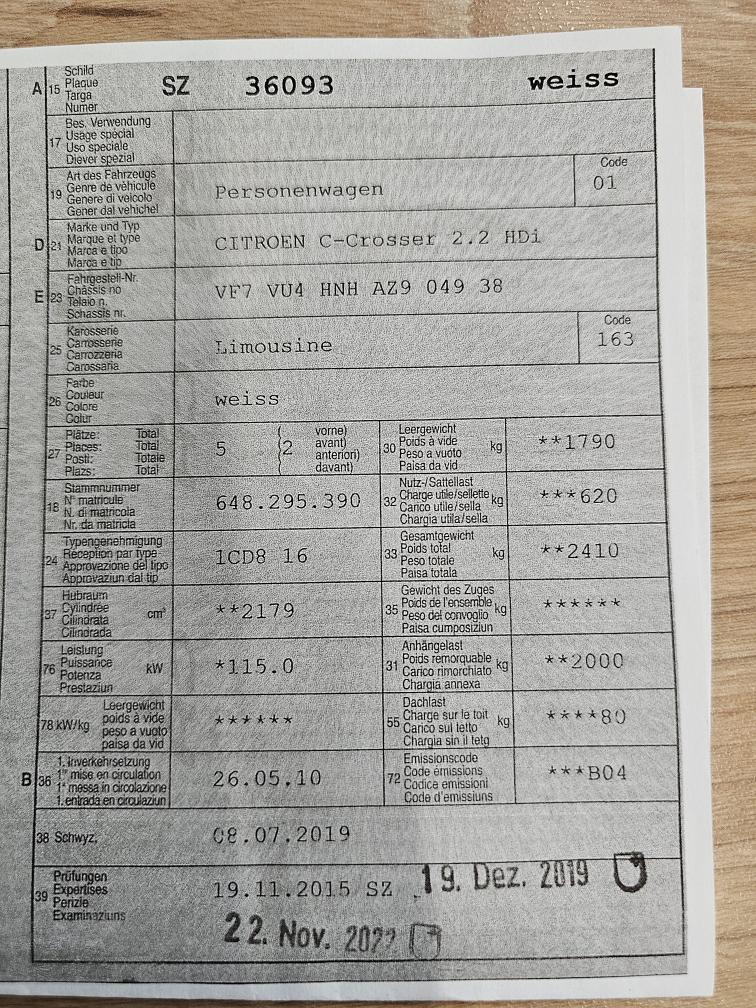 A 15 Schild
Plaque
Targa
Numer
SZ 36093 weiss
17 Bes. Verwendung
Usage spécial
Uso speciale
Diever spezial
19 Art des Fahrzeugs
Genre de véhicule
Genere di veicolo
Gener dal vehichel
Personenwagen
Code
01
D 21 Marke und Typ
Marque et type
Marca e tipo
Marca e tip
CITROEN C-Crosser 2.2 HDi
E 23 Fahrgestell-Nr.
Châssis no
Telaio n.
Schassis nr.
VF7 VU4 HNH AZ9 049 38
25 Karosserie
Carrosserie
Carrozzeria
Carossaria
Limousine
Code
163
26 Farbe
Couleur
Colore
Colur
weiss
27 Plätze: Total
Places: Total
Posti: Totale
Plazs: Total
5 (2 vorne)
avant)
anteriori)
davant)
30 Leergewicht
Poids à vide
Peso a vuoto
Paisa da vid
kg
**1790
18 Stammnummer
N° matricule
N. di matricola
Nr. da matricla
648.295.390
32 Nutz-/Sattellast
Charge utile/sellette
Carico utile/sella
Chargia utila/sella
***620
24 Typengenehmigung
Réception par type
Approvazione del tipo
Approvaziun dal tip
1CD8 16
33 Gesamtgewicht
Poids total
Peso totale
Paisa totala
kg
**2410
37 Hubraum
Cylindrée
Cilindrata
Cilindrada
cm³
**2179
35 Gewicht des Zuges
Poids de l'ensemble
Peso del convoglio
Paisa cumposiziun
kg
******
76 Leistung
Puissance
Potenza
Prestaziun
kW
*115.0
31 Anhängelast
Poids remorquable
Carico rimorchiato
Chargia annexa
kg
**2000
78 kW/kg Leergewicht
poids à vide
peso a vuoto
paisa da vid
******
55 Dachlast
Charge sur le toit
Carico sul tetto
Chargia sin il tetg
kg
****80
B 36 1. Inverkehrsetzung
1re mise en circulation
1a messa in circolazione
1. entrada en circulaziun
26.05.10
72 Emissionscode
Code émissions
Codice emissioni
Code d'emissiuns
***B04
38 Schwyz, 08.07.2019
39 Prüfungen
Expertises
Perizie
Examinaziuns
19.11.2015 SZ
19. Dez. 2019
22. Nov. 2022